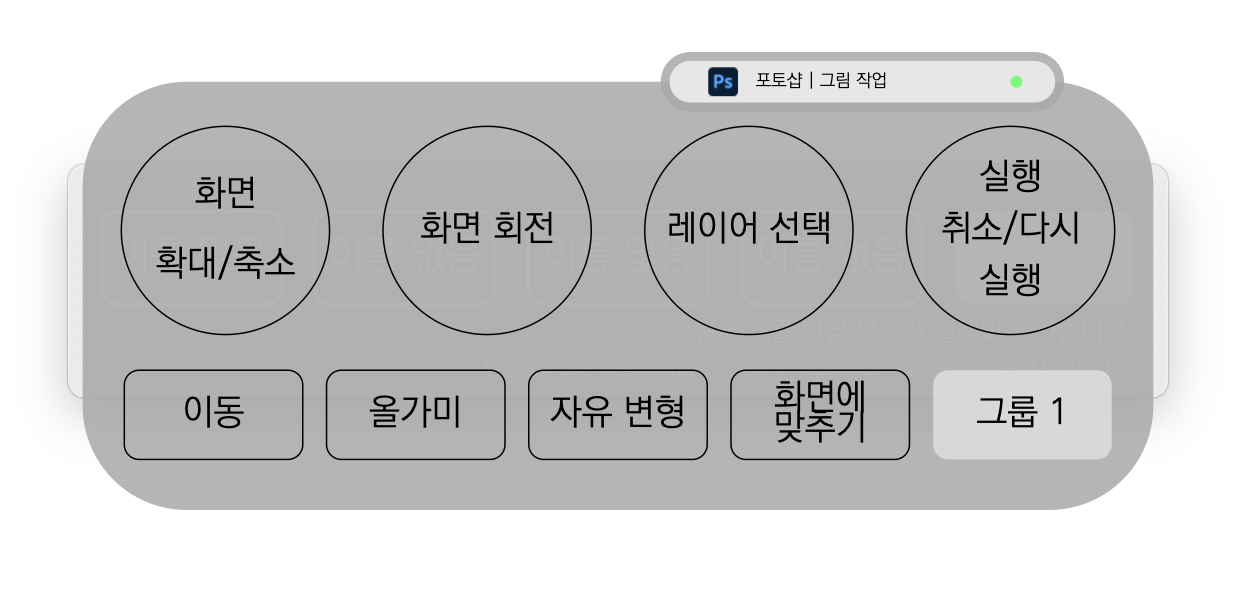 Ps 포토샵 | 그림 작업
화면
확대/축소
화면 회전
레이어 선택
실행
취소/다시
실행
이동
올가미
자유 변형
화면에
맞추기
그룹 1